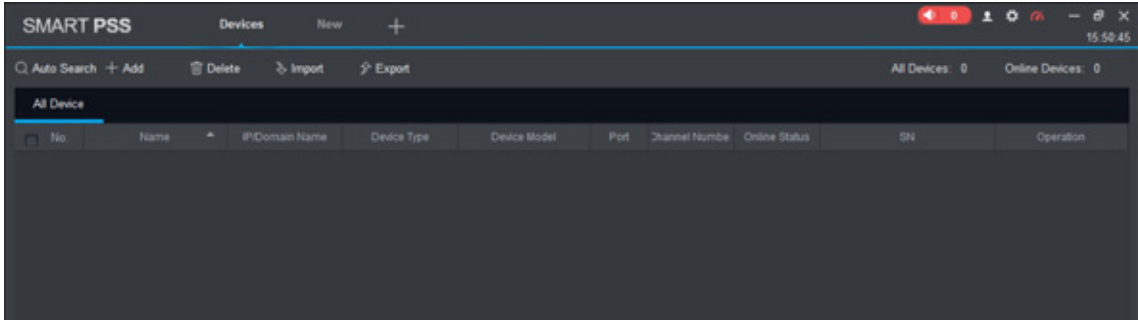 SMART PSS Devices New + 0
15:50:45
Auto Search + Add Delete Import Export All Devices: 0 Online Devices: 0
All Device
No. Name IP/Domain Name Device Type Device Model Port Channel Numbe Online Status SN Operation